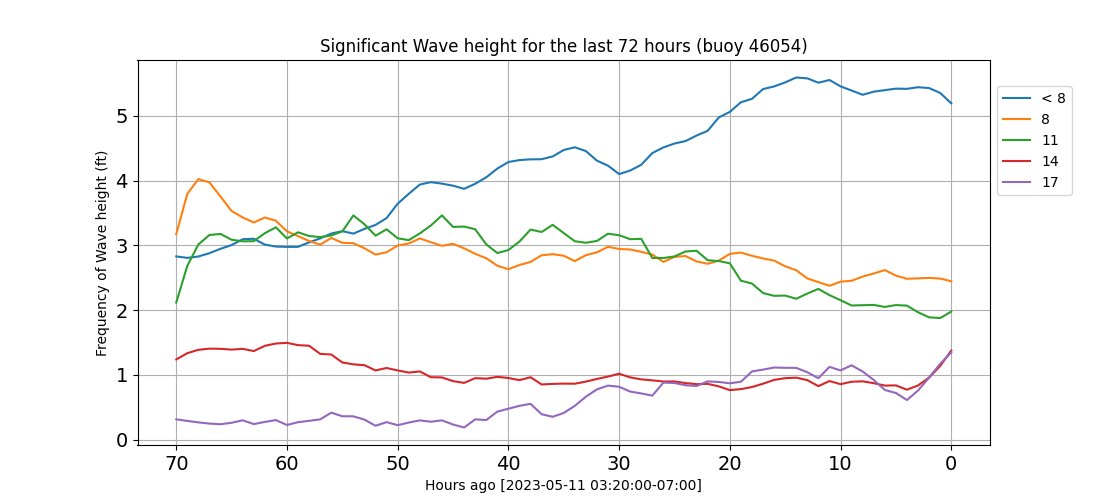 Significant Wave height for the last 72 hours (buoy 46054)
Frequency of Wave height (ft)
5
4
3
2
1
0
70 60 50 40 30 20 10 0
Hours ago [2023-05-11 03:20:00-07:00]
< 8
8
11
14
17